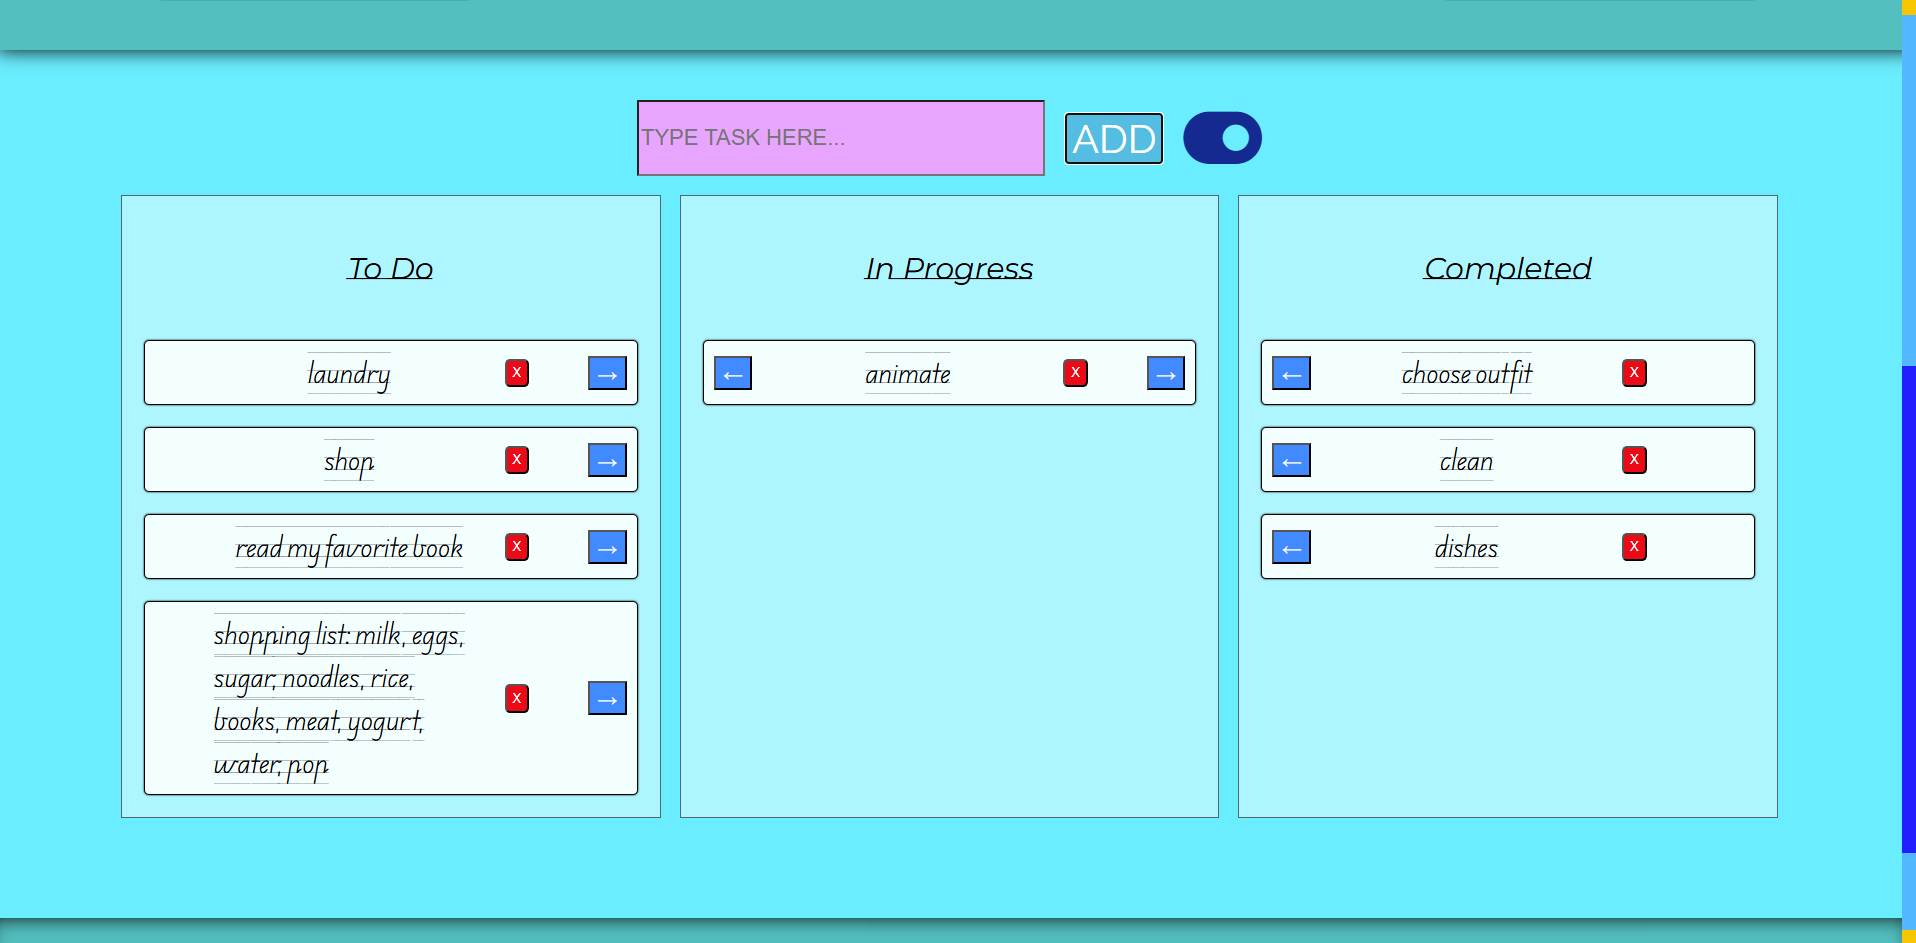 TYPE TASK HERE...
ADD
To Do
laundry
X
→
shop
X
→
read my favorite book
X
→
shopping list: milk, eggs,
sugar, noodles, rice,
books, meat, yogurt,
water, pop
X
→
In Progress
←
animate
X
→
Completed
←
choose outfit
X
←
clean
X
←
dishes
X